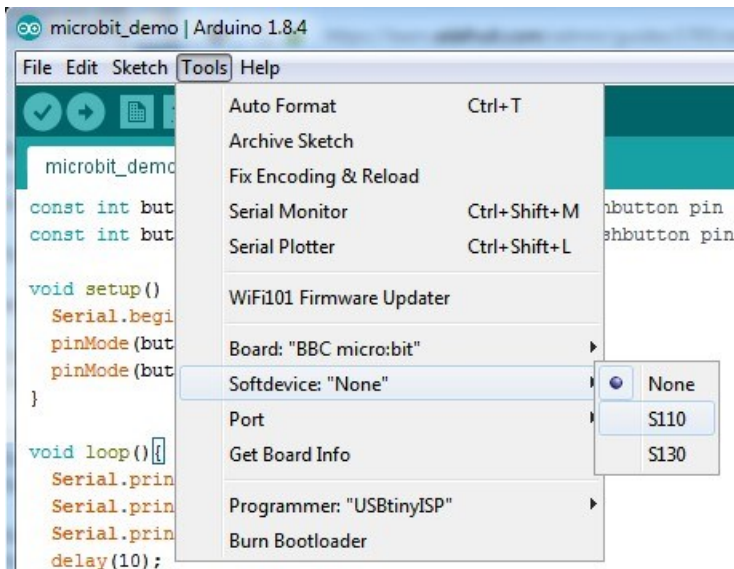 microbit_demo | Arduino 1.8.4
File Edit Sketch Tools Help
microbit_demo
Auto Format Ctrl+T
Archive Sketch
Fix Encoding & Reload
Serial Monitor Ctrl+Shift+M
Serial Plotter Ctrl+Shift+L
WiFi101 Firmware Updater
Board: "BBC micro:bit"
Softdevice: "None"
Port
Get Board Info
Programmer: "USBtinyISP"
Burn Bootloader
None
S110
S130
const int but hbutton pin
const int but shbutton pin
void setup()
Serial.begi
pinMode(but
pinMode(but
}
void loop(){
Serial.prin
Serial.prin
Serial.prin
delay(10);